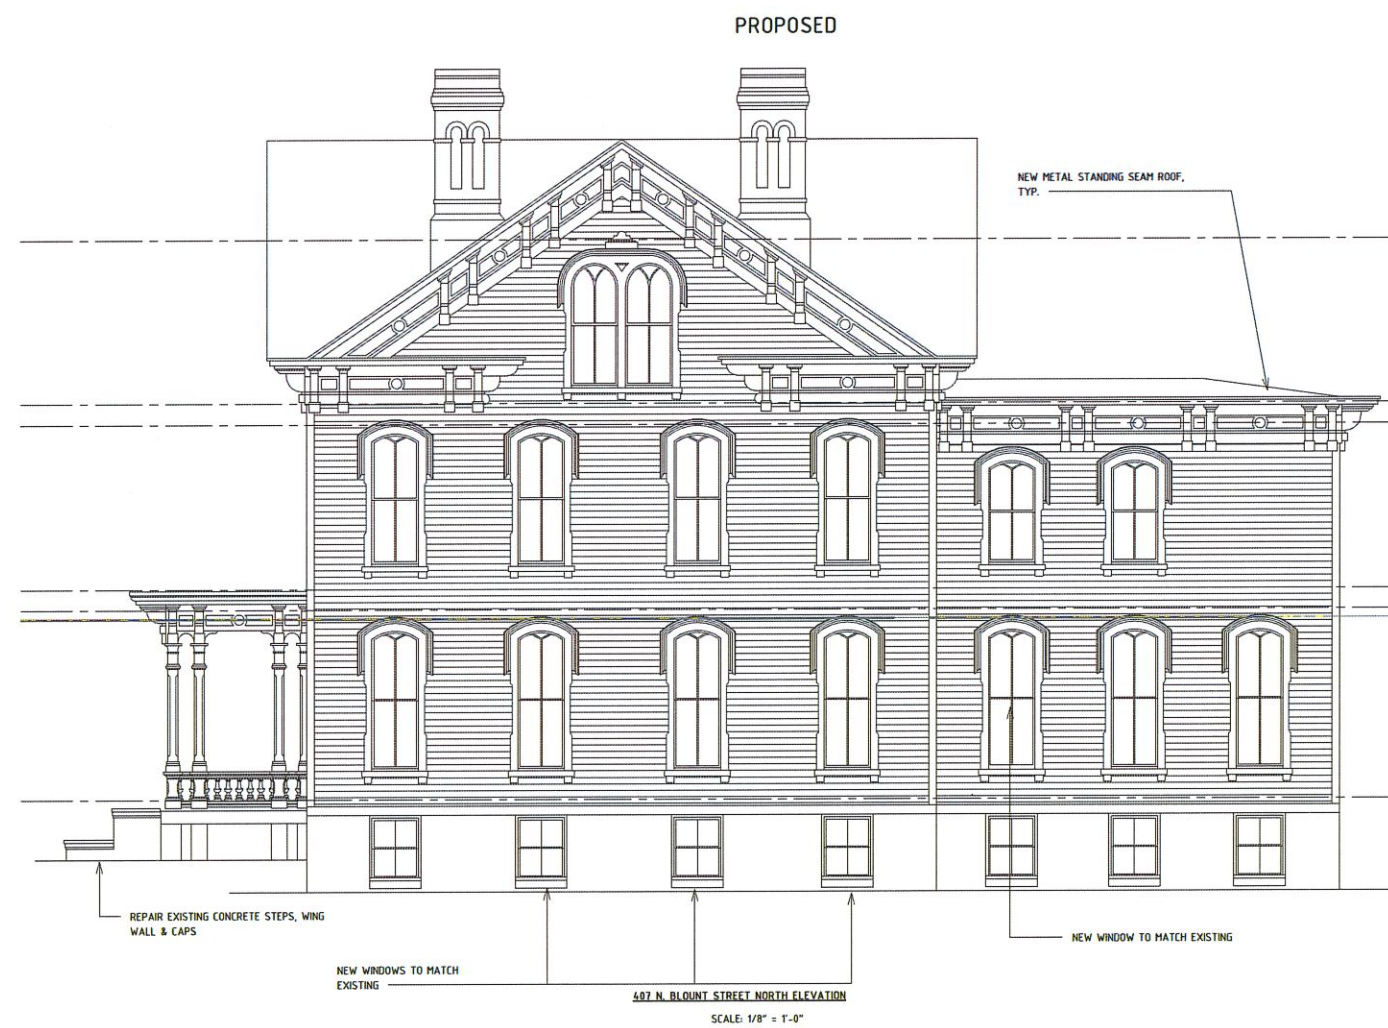 PROPOSED
NEW METAL STANDING SEAM ROOF,
TYP.
REPAIR EXISTING CONCRETE STEPS, WING
WALL & CAPS
NEW WINDOW TO MATCH EXISTING
NEW WINDOWS TO MATCH
EXISTING
407 N. BLOUNT STREET NORTH ELEVATION
SCALE: 1/8" = 1'-0"